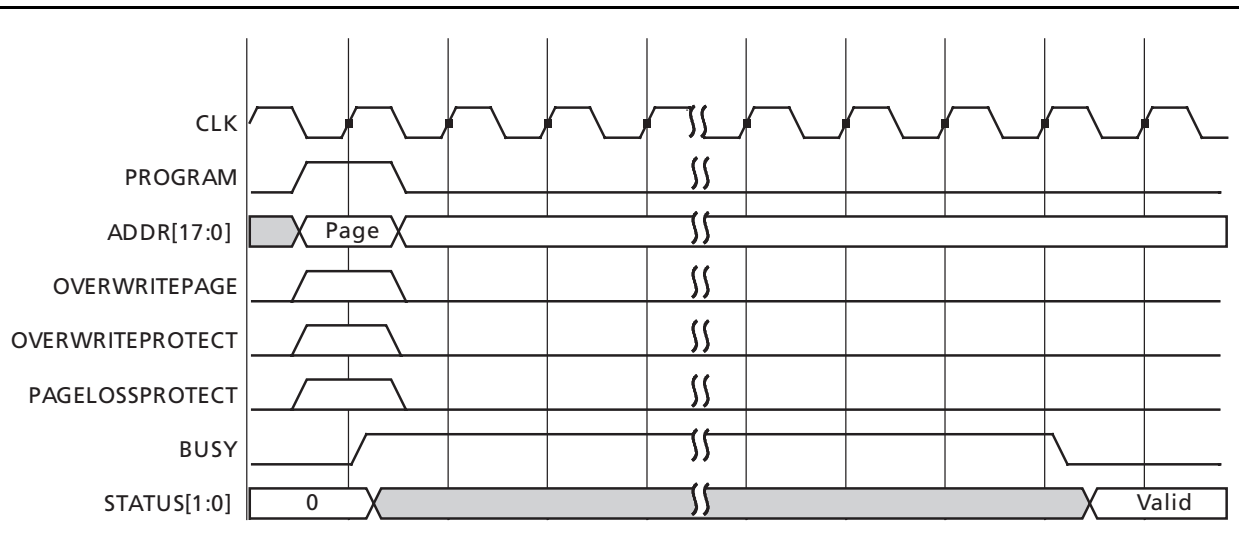 CLK
PROGRAM
ADDR[17:0] Page
OVERWRITEPAGE
OVERWRITEPROTECT
PAGELOSSPROTECT
BUSY
STATUS[1:0] 0 Valid